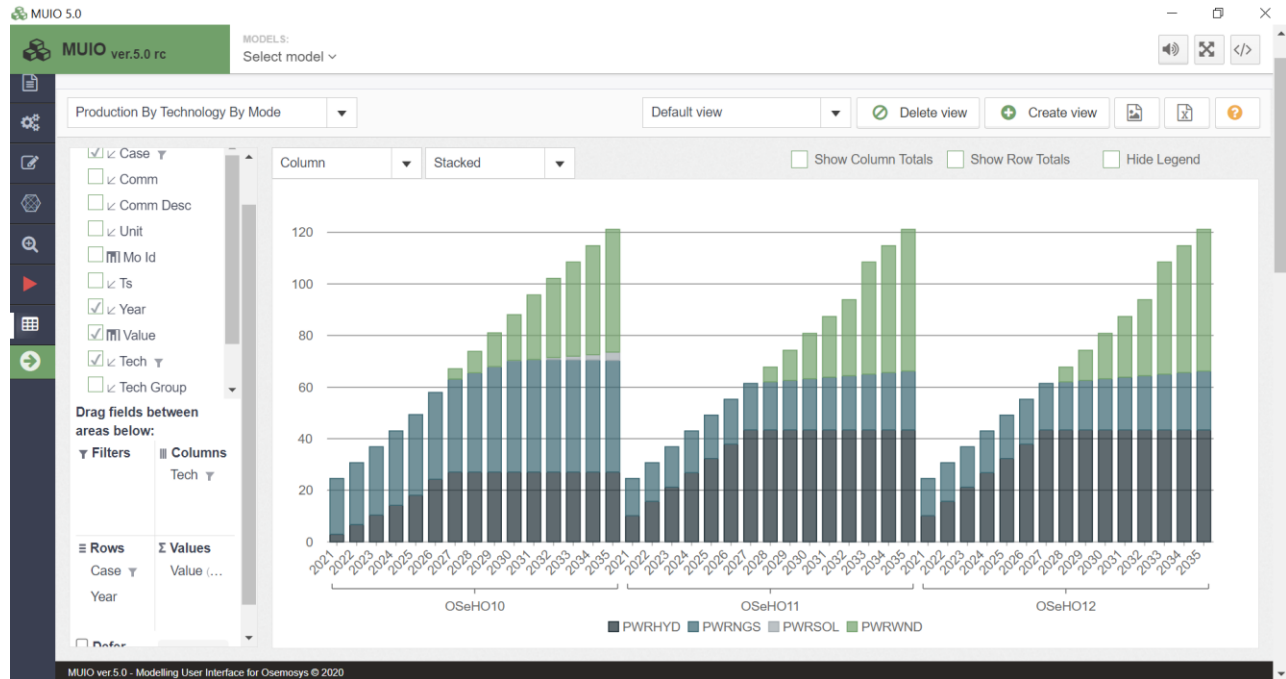 MUIO 5.0
MUIO ver.5.0 rc
MODELS:
Select model
Production By Technology By Mode
Default view
Delete view
Create view
Case
Comm
Comm Desc
Unit
Mo Id
Ts
Year
Value
Tech
Tech Group
Drag fields between
areas below:
Filters
Columns
Tech
Rows
Σ Values
Case
Value (...
Year
Defer
Column
Stacked
Show Column Totals
Show Row Totals
Hide Legend
120
100
80
60
40
20
0
2021 2022 2023 2024 2025 2026 2027 2028 2029 2030 2031 2032 2033 2034 2035 2021 2022 2023 2024 2025 2026 2027 2028 2029 2030 2031 2032 2033 2034 2035 2021 2022 2023 2024 2025 2026 2027 2028 2029 2030 2031 2032 2033 2034 2035
OSeHO10 OSeHO11 OSeHO12
PWRHYD PWRNGS PWRSOL PWRWND
MUIO ver.5.0 - Modelling User Interface for Osemosys © 2020